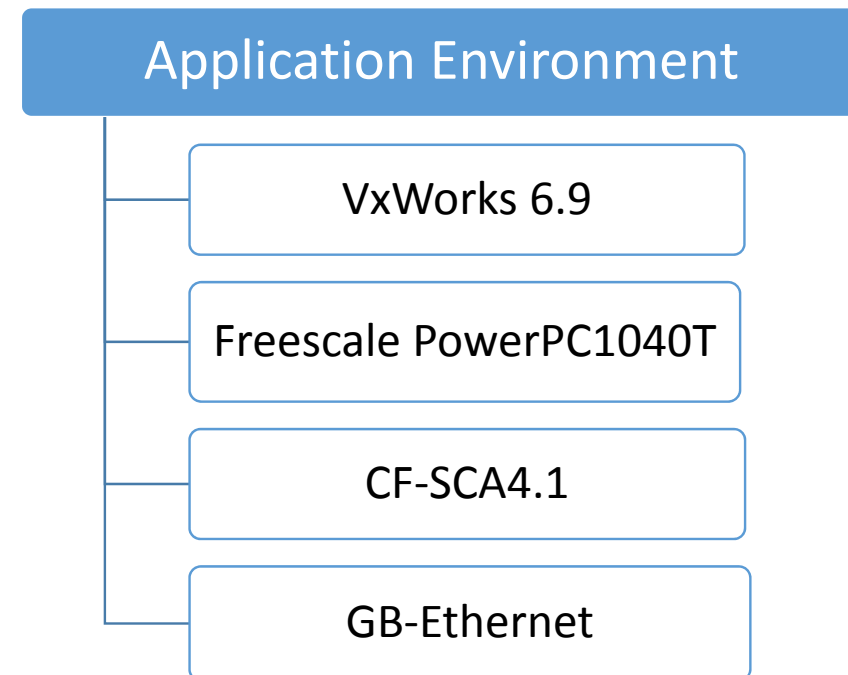 Application Environment
VxWorks 6.9
Freescale PowerPC1040T
CF-SCA4.1
GB-Ethernet